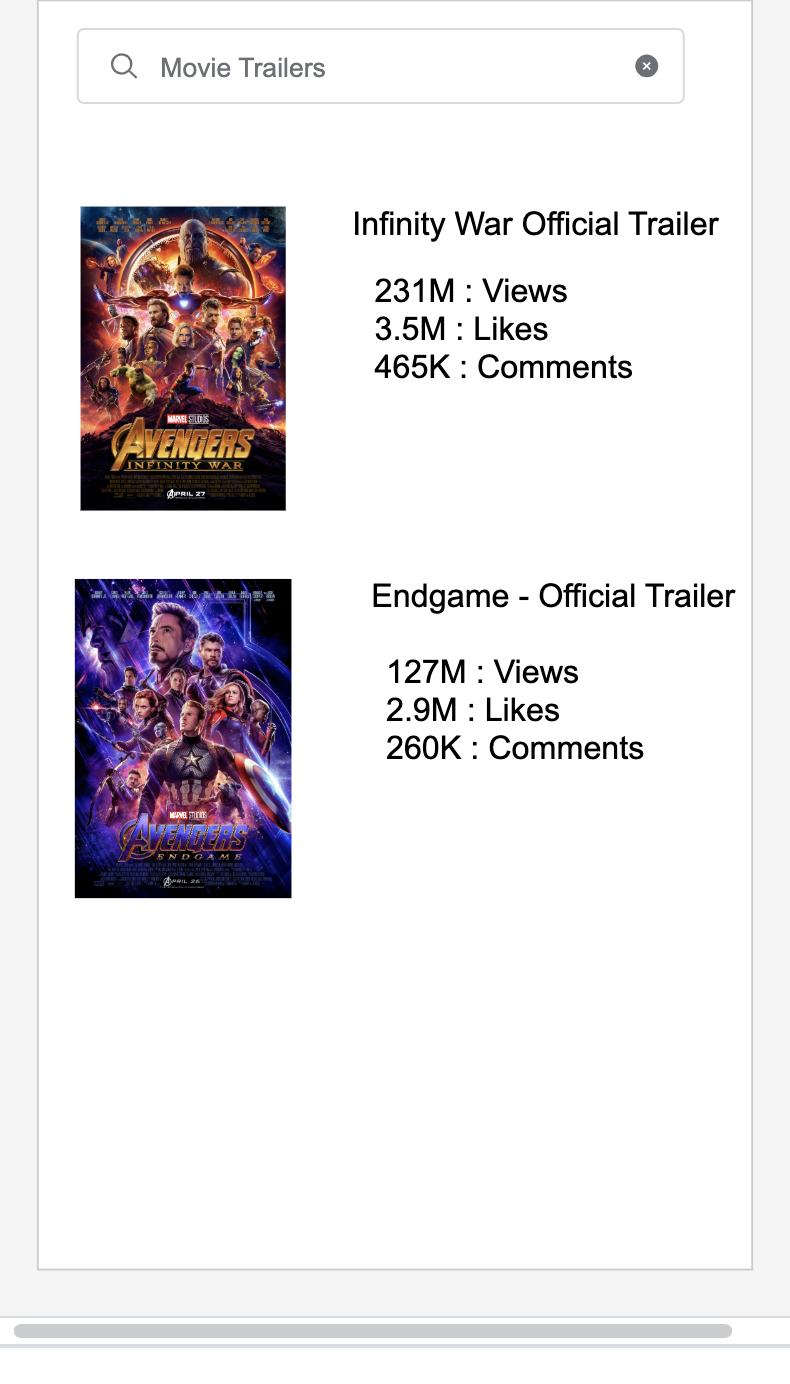 Movie Trailers
Infinity War Official Trailer
231M : Views
3.5M : Likes
465K : Comments
MARVEL STUDIOS
AVENGERS
INFINITY WAR
APRIL 27
Endgame - Official Trailer
127M : Views
2.9M : Likes
260K : Comments
MARVEL STUDIOS
AVENGERS
ENDGAME
APRIL 26